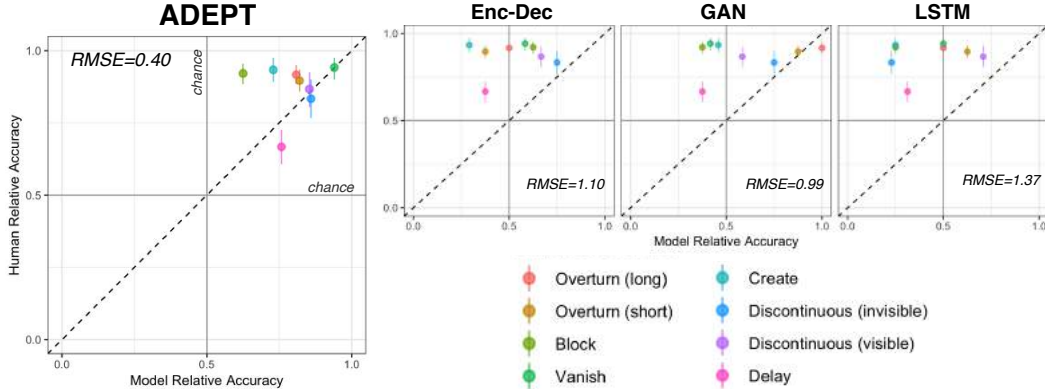 ADEPT
RMSE=0.40
chance
chance
1.0
0.5
0.0
0.0
0.5
1.0
Human Relative Accuracy
Model Relative Accuracy
Enc-Dec
GAN
LSTM
1.0
0.5
0.0
RMSE=1.10
RMSE=0.99
RMSE=1.37
0.0
0.5
1.0
0.0
0.5
1.0
0.0
0.5
1.0
Model Relative Accuracy
Overturn (long)
Overturn (short)
Block
Vanish
Create
Discontinuous (invisible)
Discontinuous (visible)
Delay